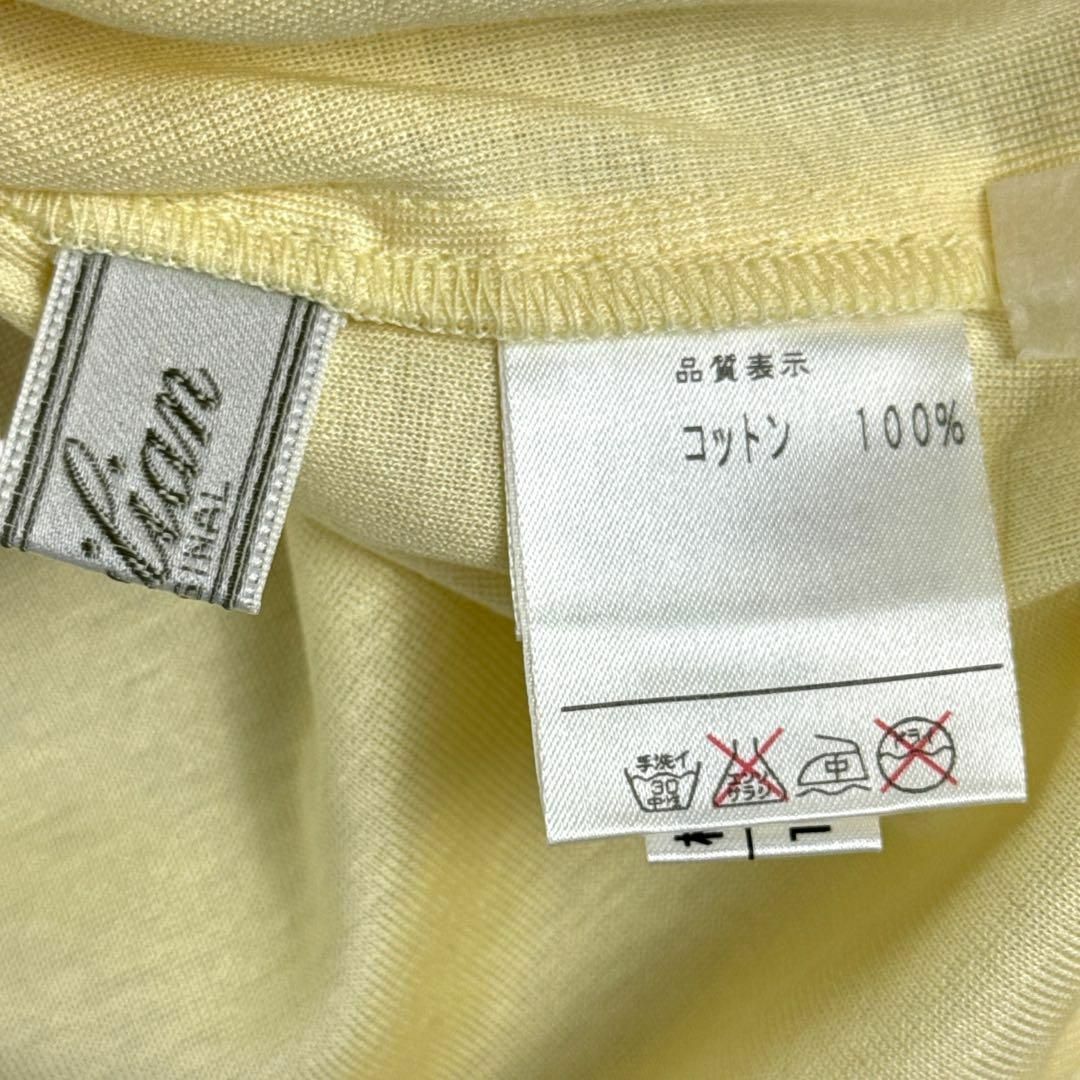 品質表示
コットン 100%
手洗イ
30
中性
エンソ
サラシ
中
ドライ
L